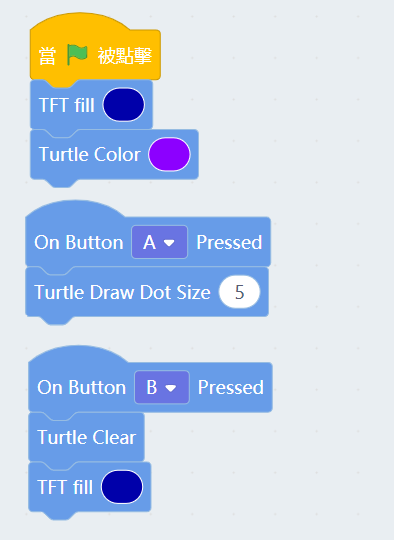 當 被點擊
TFT fill
Turtle Color
On Button A Pressed
Turtle Draw Dot Size 5
On Button B Pressed
Turtle Clear
TFT fill